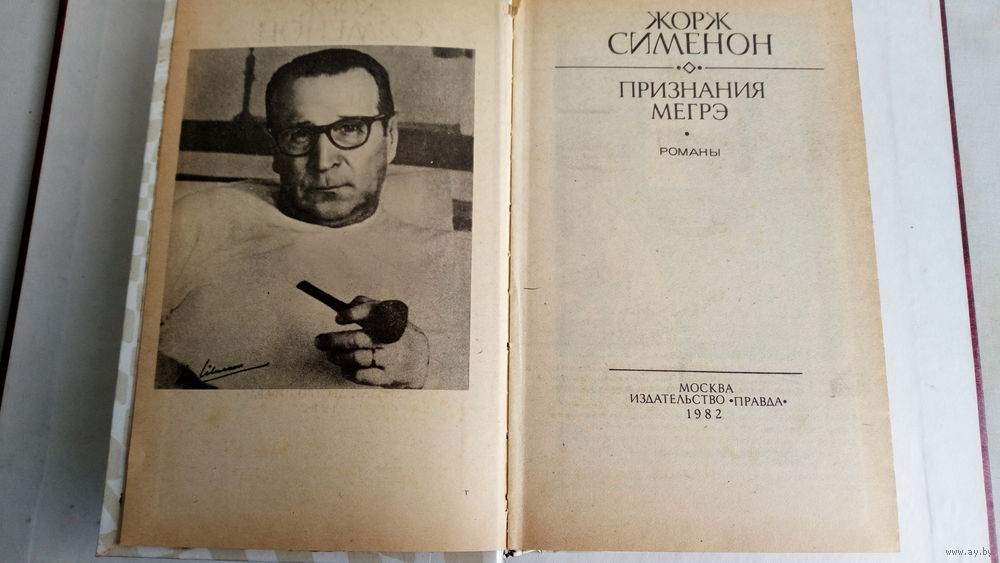 ЖОРЖ
СИМЕНОН
ПРИЗНАНИЯ
МЕГРЭ
РОМАНЫ
МОСКВА
ИЗДАТЕЛЬСТВО «ПРАВДА»
1982
т
www.ay.by